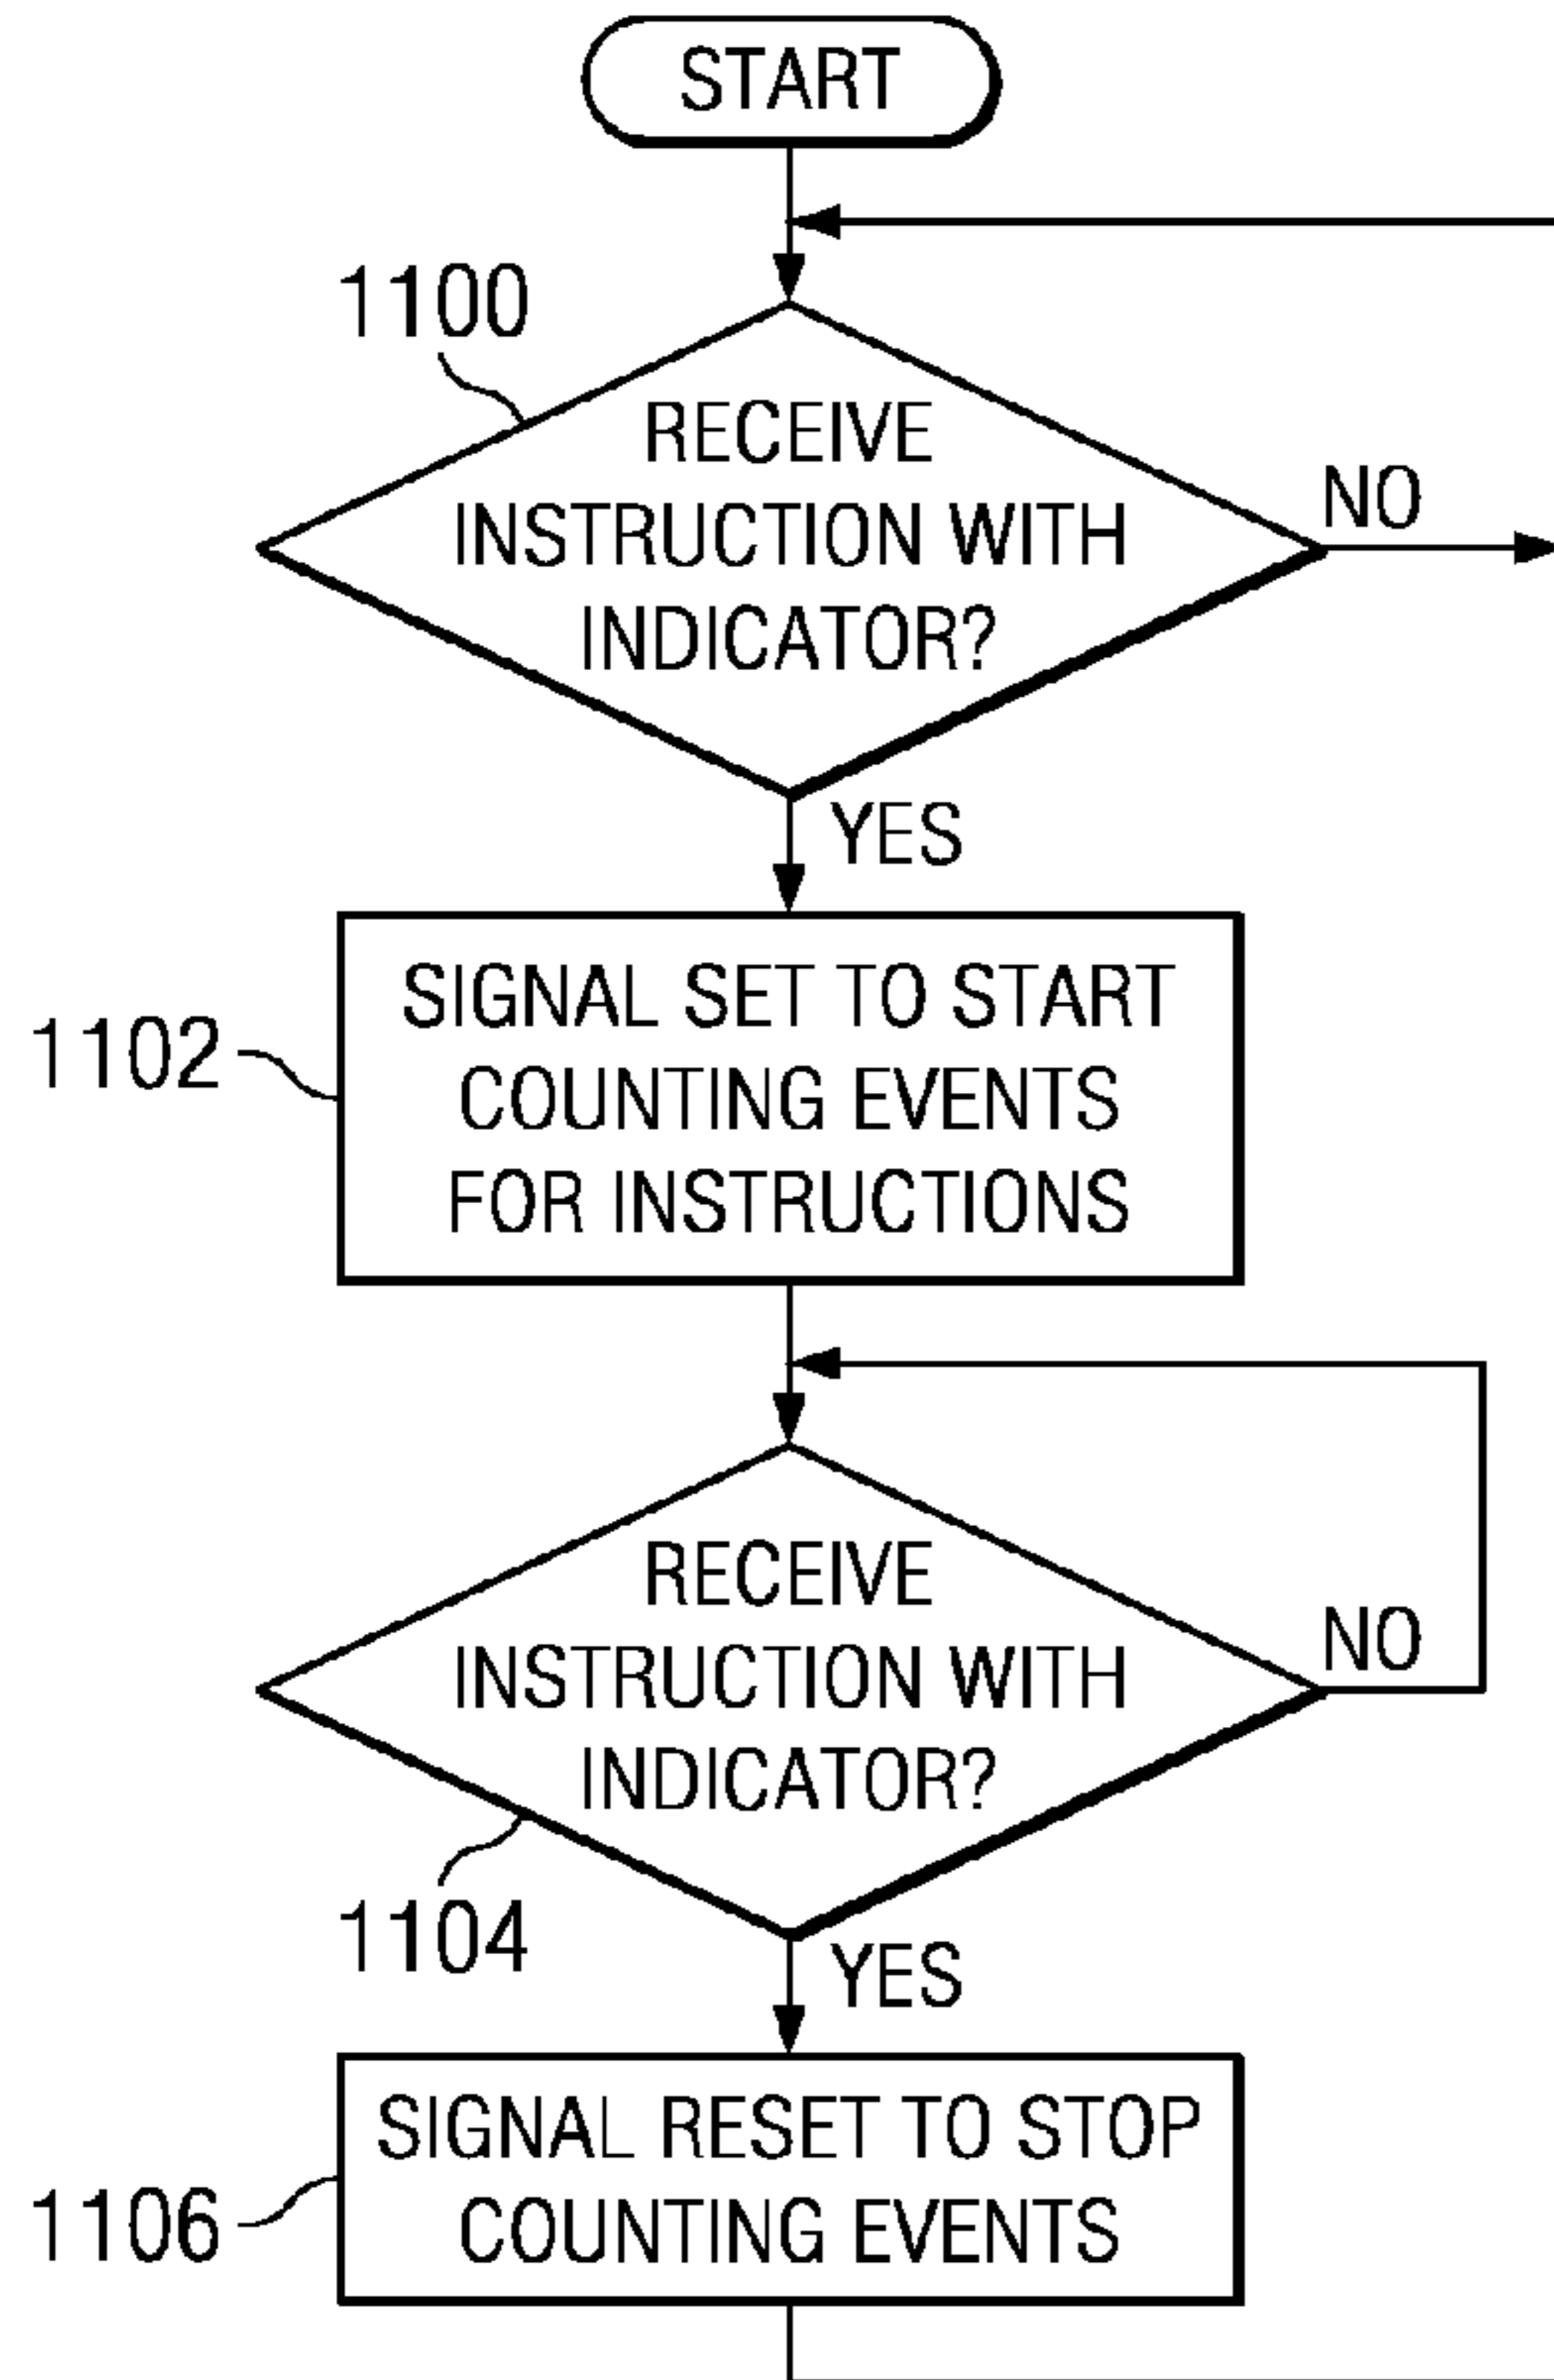 START
1100
RECEIVE
INSTRUCTION WITH
INDICATOR?
NO
YES
1102
SIGNAL SET TO START
COUNTING EVENTS
FOR INSTRUCTIONS
RECEIVE
INSTRUCTION WITH
INDICATOR?
NO
1104
YES
1106
SIGNAL RESET TO STOP
COUNTING EVENTS